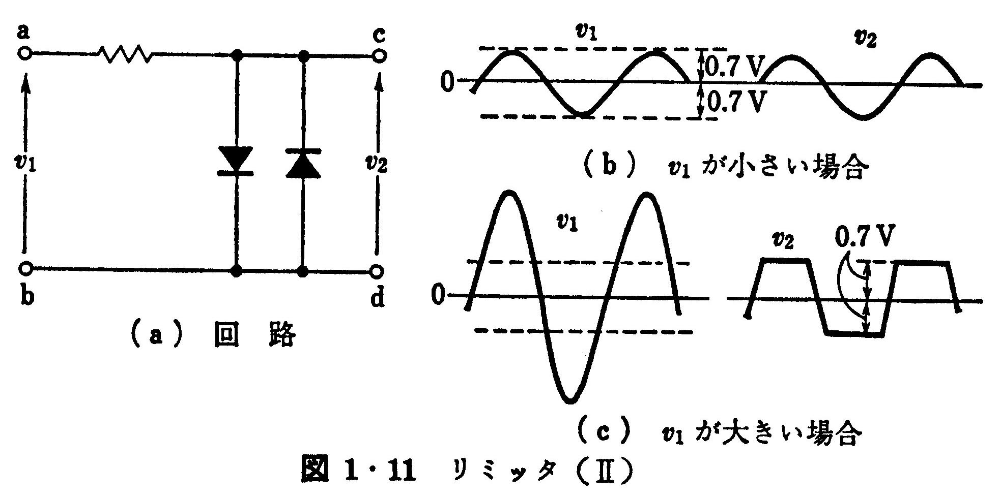 a
c
v1
v2
b
d
(a) 回 路
v1
v2
0
0.7 V
0.7 V
(b) v1 が小さい場合
v1
v2
0.7 V
0
(c) v1 が大きい場合
図 1・11 リミッタ(Ⅱ)